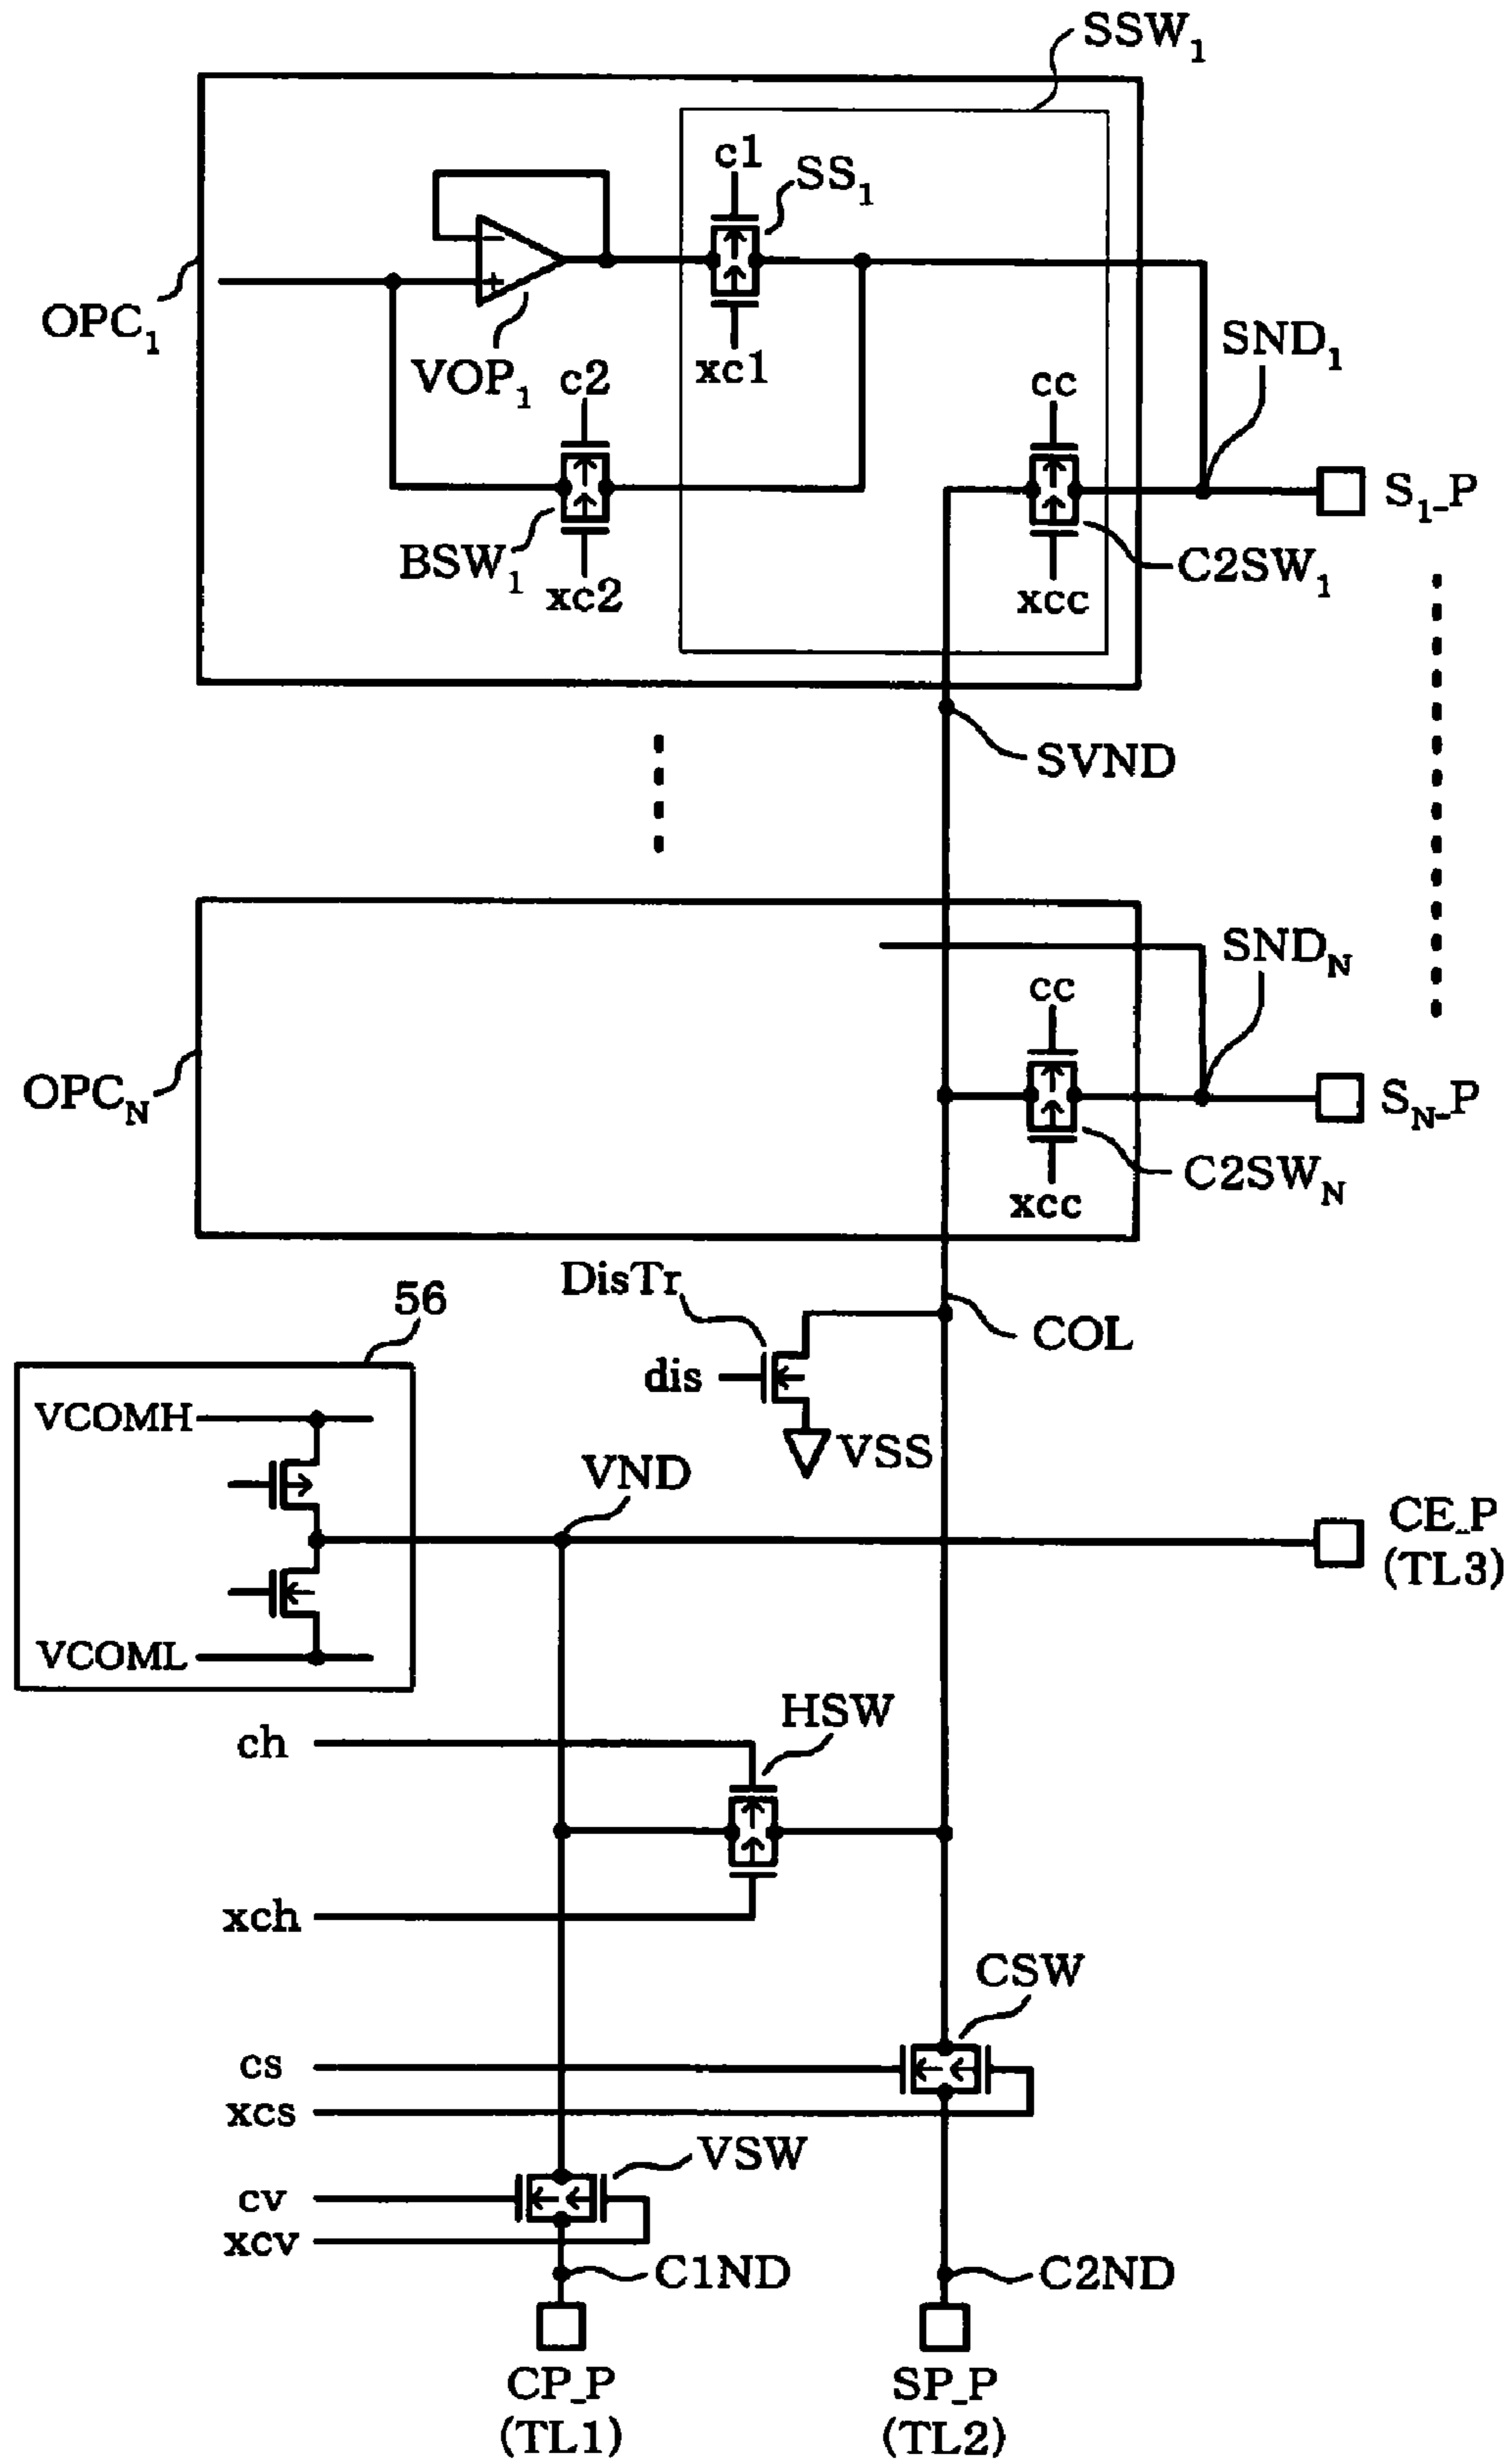 SSW1
c1
SS1
OPC1
VOP1
xc1
SND1
c2
cc
S1_P
BSW1
xc2
C2SW1
xcc
SVND
SNDN
cc
OPCN
SN_P
C2SWN
xcc
DisTr
56
COL
dis
VCOMH
VSS
VND
CE_P
(TL3)
VCOML
HSW
ch
xch
CSW
cs
xcs
VSW
cv
xcv
C1ND
C2ND
CP_P
(TL1)
SP_P
(TL2)